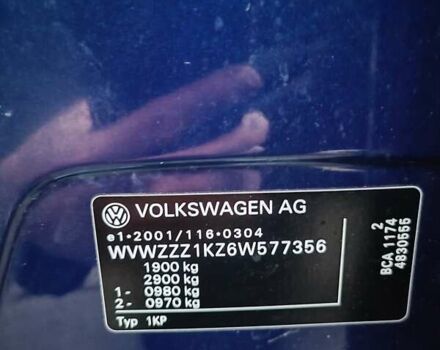 VOLKSWAGEN AG
e1*2001/116*0304
WVWZZZ1KZ6W577356
1900 kg
2900 kg
1- 0980 kg
2- 0970 kg
Typ 1KP
2
BCA 1174
4830555